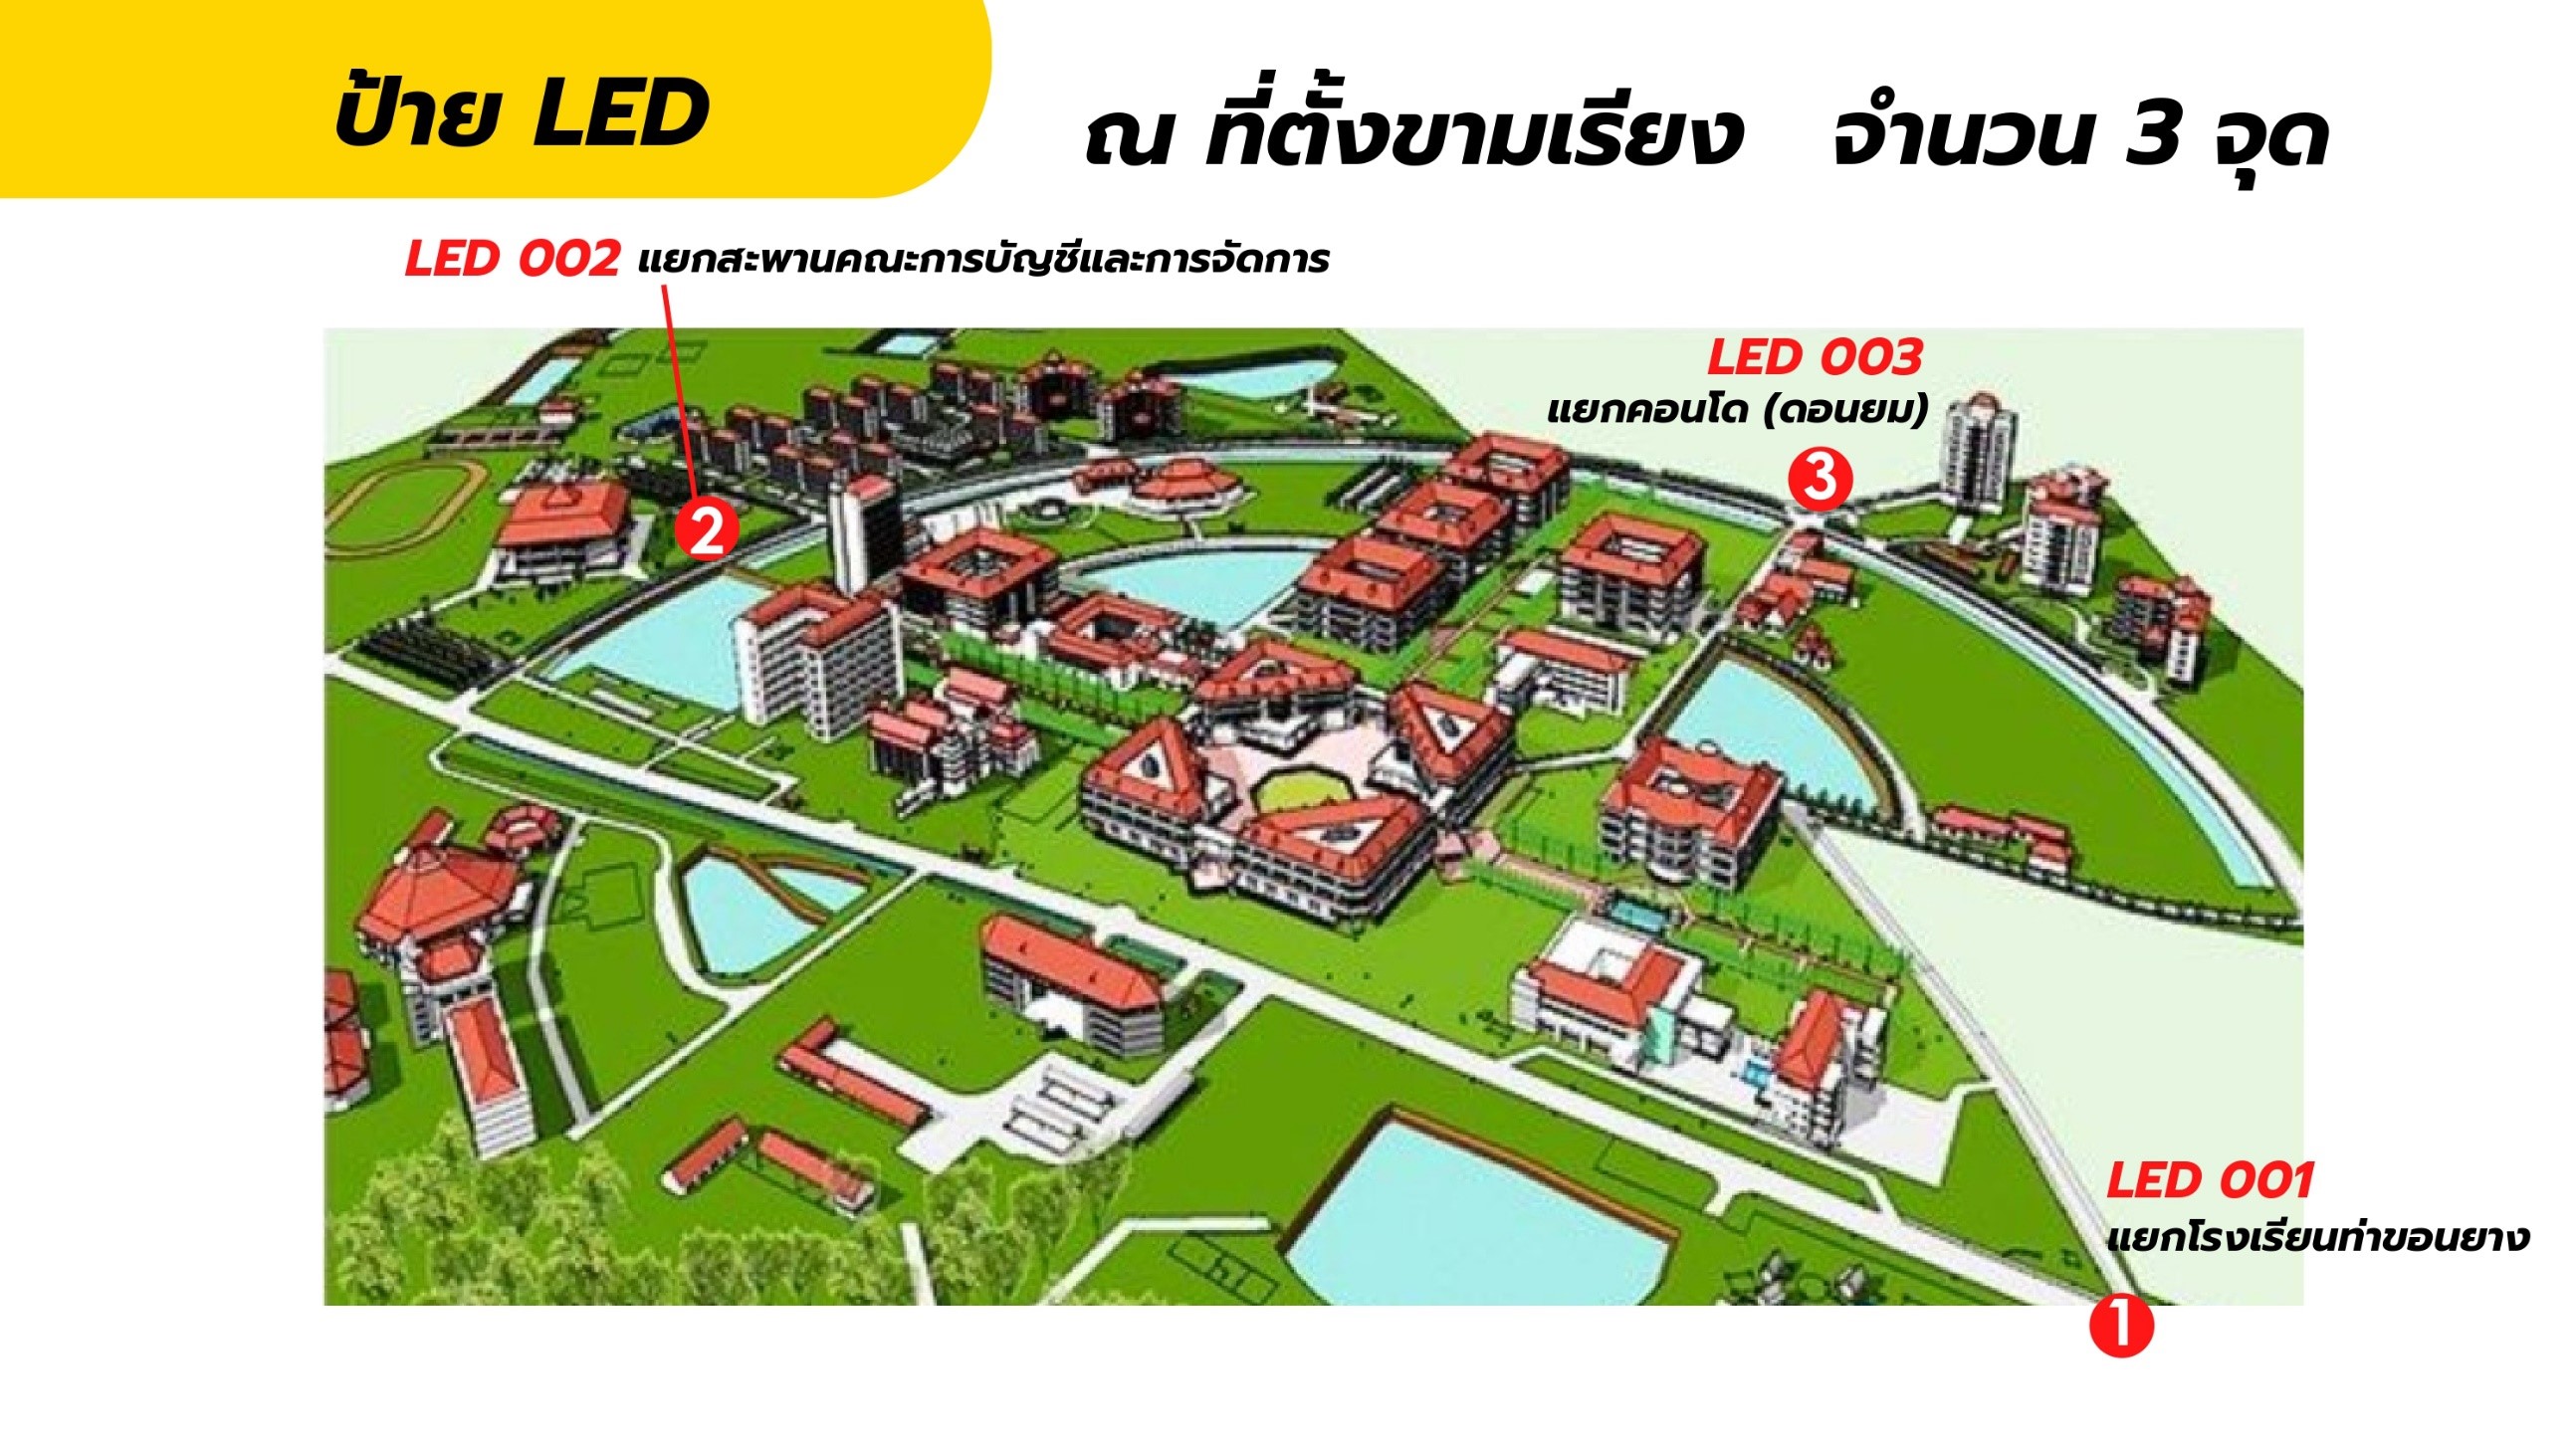 ป้าย LED
ณ ที่ตั้งขามเรียง จำนวน 3 จุด
LED 002 แยกสะพานคณะการบัญชีและการจัดการ
LED 003
แยกคอนโด (ดอนยม)
3
2
LED 001
แยกโรงเรียนท่าขอนยาง
1